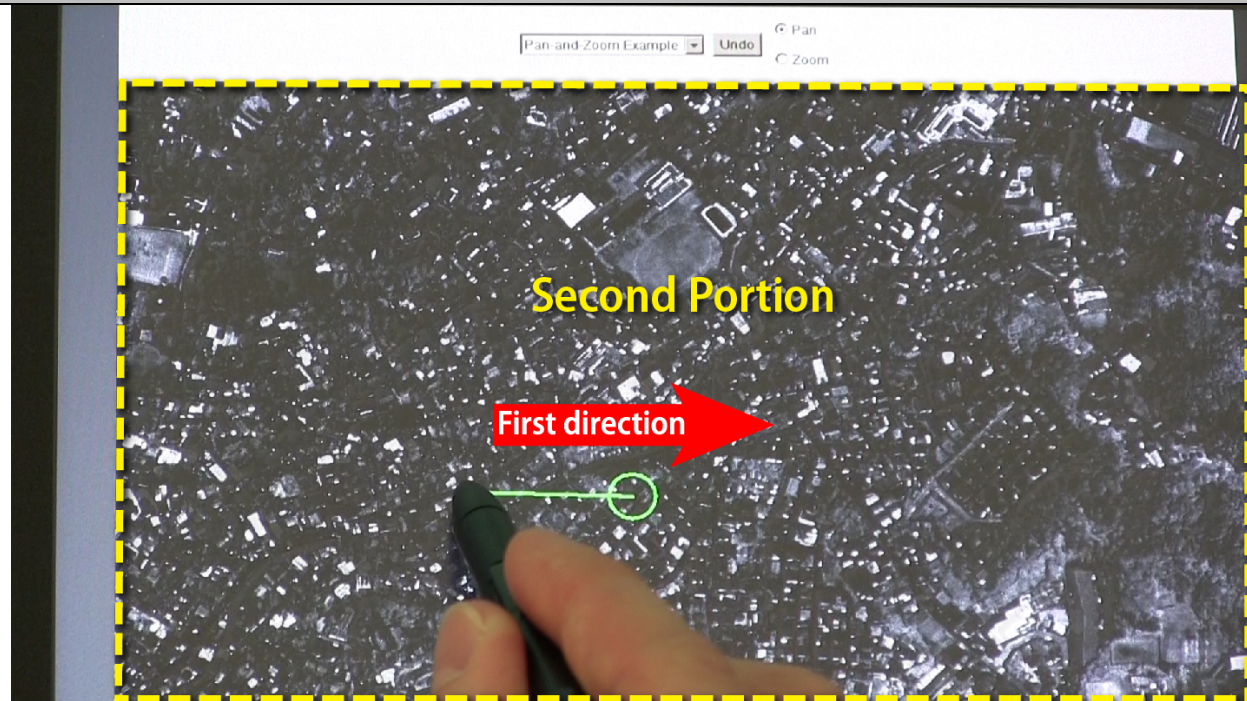 Pan
Pan-and-Zoom Example Undo
Zoom
Second Portion
First direction